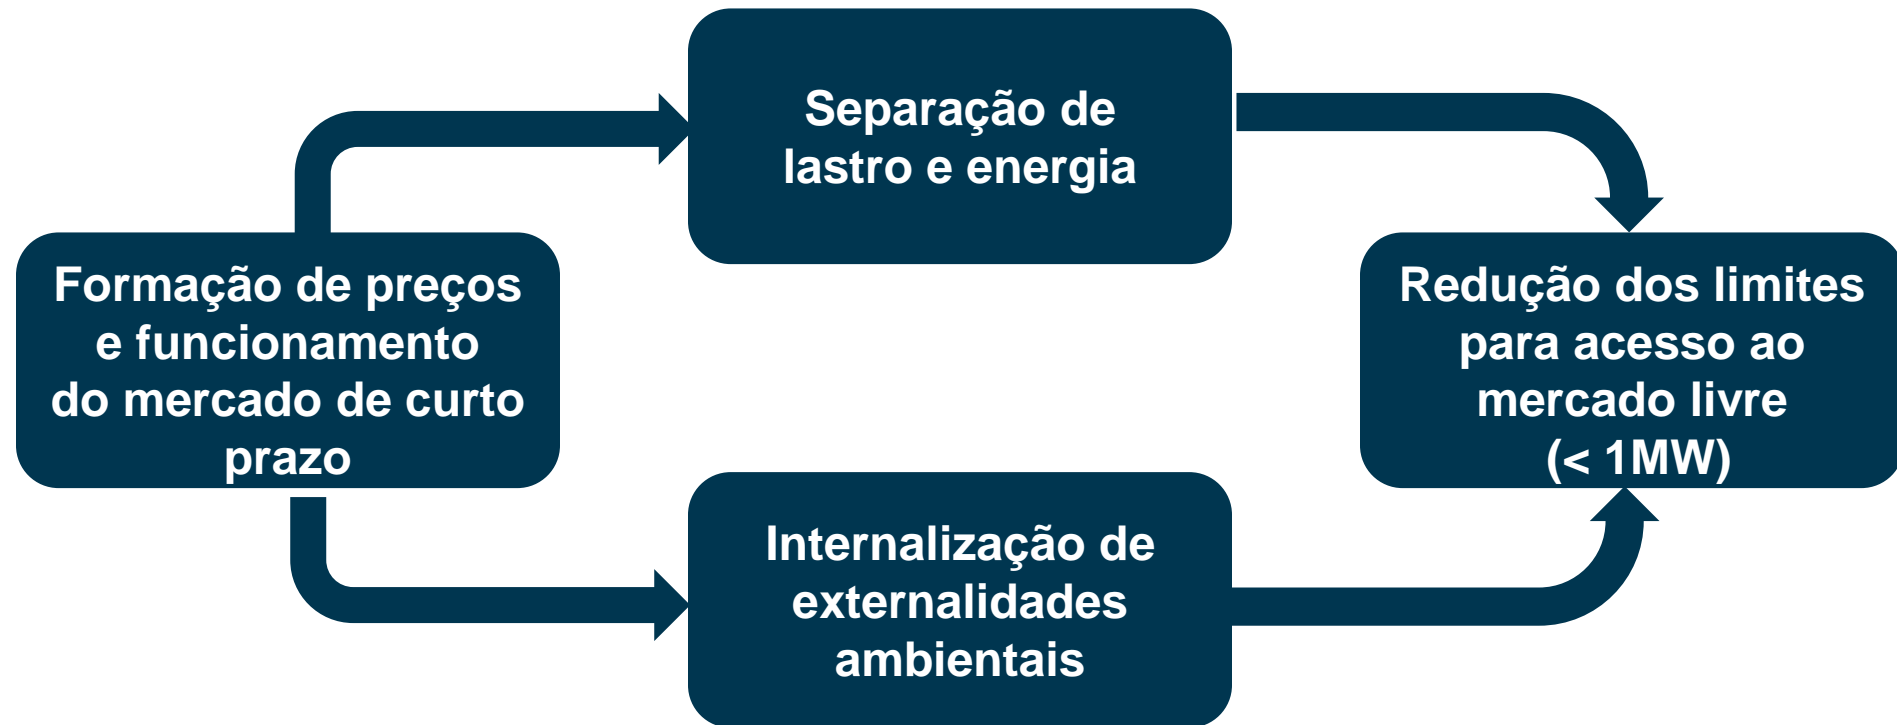 Separação de
lastro e energia
Formação de preços
e funcionamento
do mercado de curto
prazo
Redução dos limites
para acesso ao
mercado livre
(< 1MW)
Internalização de
externalidades
ambientais